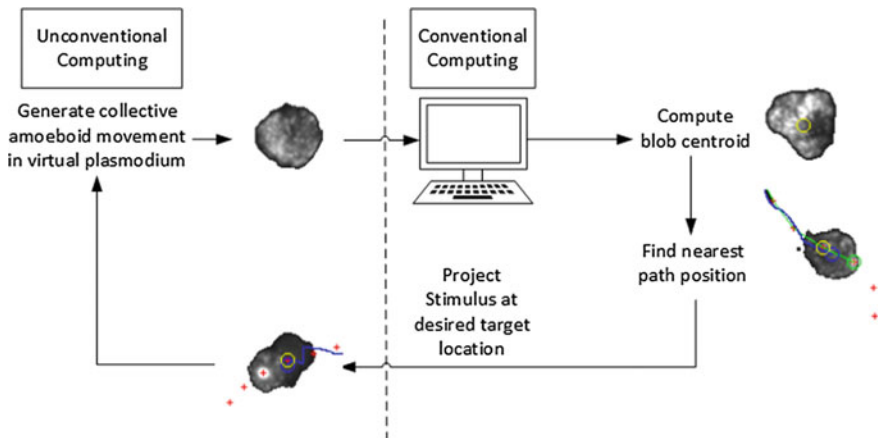 Unconventional
Computing
Conventional
Computing
Generate collective
amoeboid movement
in virtual plasmodium
Compute
blob centroid
Find nearest
path position
Project
Stimulus at
desired target
location